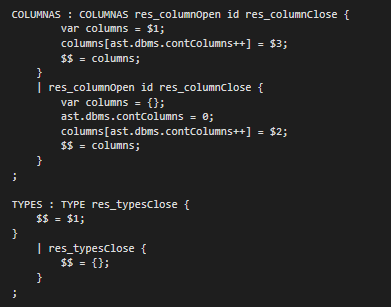 COLUMNAS : COLUMNAS res_columnOpen id res_columnClose {
        var columns = $1;
        columns[ast.dbms.contColumns++] = $3;
        $$ = columns;
    }
    | res_columnOpen id res_columnClose {
        var columns = {};
        ast.dbms.contColumns = 0;
        columns[ast.dbms.contColumns++] = $2;
        $$ = columns;
    }
;

TYPES : TYPE res_typesClose {
    $$ = $1;
}
    | res_typesClose {
        $$ = {};
    }
;